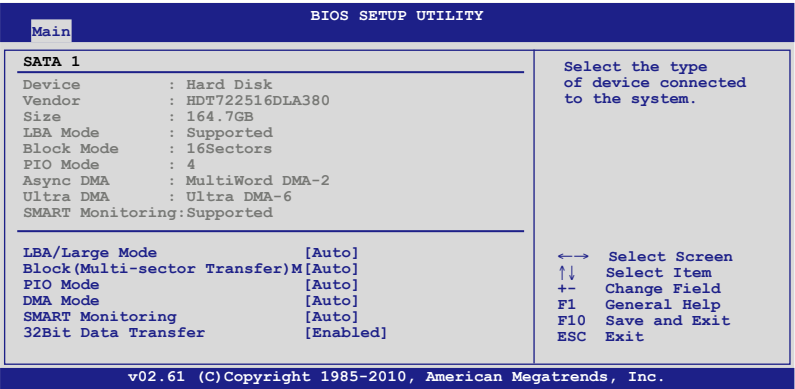 BIOS SETUP UTILITY
Main
SATA 1
Device : Hard Disk
Vendor : HDT722516DLA380
Size : 164.7GB
LBA Mode : Supported
Block Mode : 16Sectors
PIO Mode : 4
Async DMA : MultiWord DMA-2
Ultra DMA : Ultra DMA-6
SMART Monitoring:Supported
LBA/Large Mode [Auto]
Block(Multi-sector Transfer)M[Auto]
PIO Mode [Auto]
DMA Mode [Auto]
SMART Monitoring [Auto]
32Bit Data Transfer [Enabled]
Select the type
of device connected
to the system.
←→ Select Screen
↑↓ Select Item
+- Change Field
F1 General Help
F10 Save and Exit
ESC Exit
v02.61 (C)Copyright 1985-2010, American Megatrends, Inc.